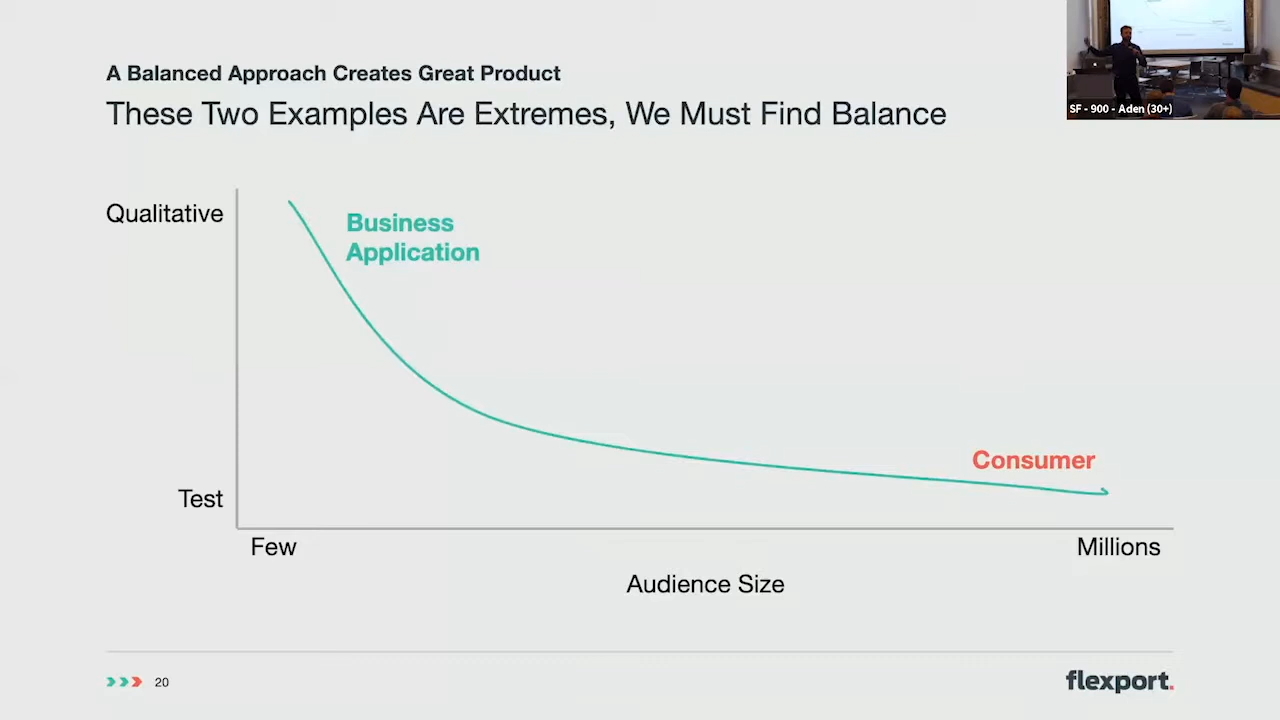 A Balanced Approach Creates Great Product
These Two Examples Are Extremes, We Must Find Balance
SF - 900 - Aden (30+)
Qualitative
Business
Application
Consumer
Test
Few
Millions
Audience Size
20
flexport.